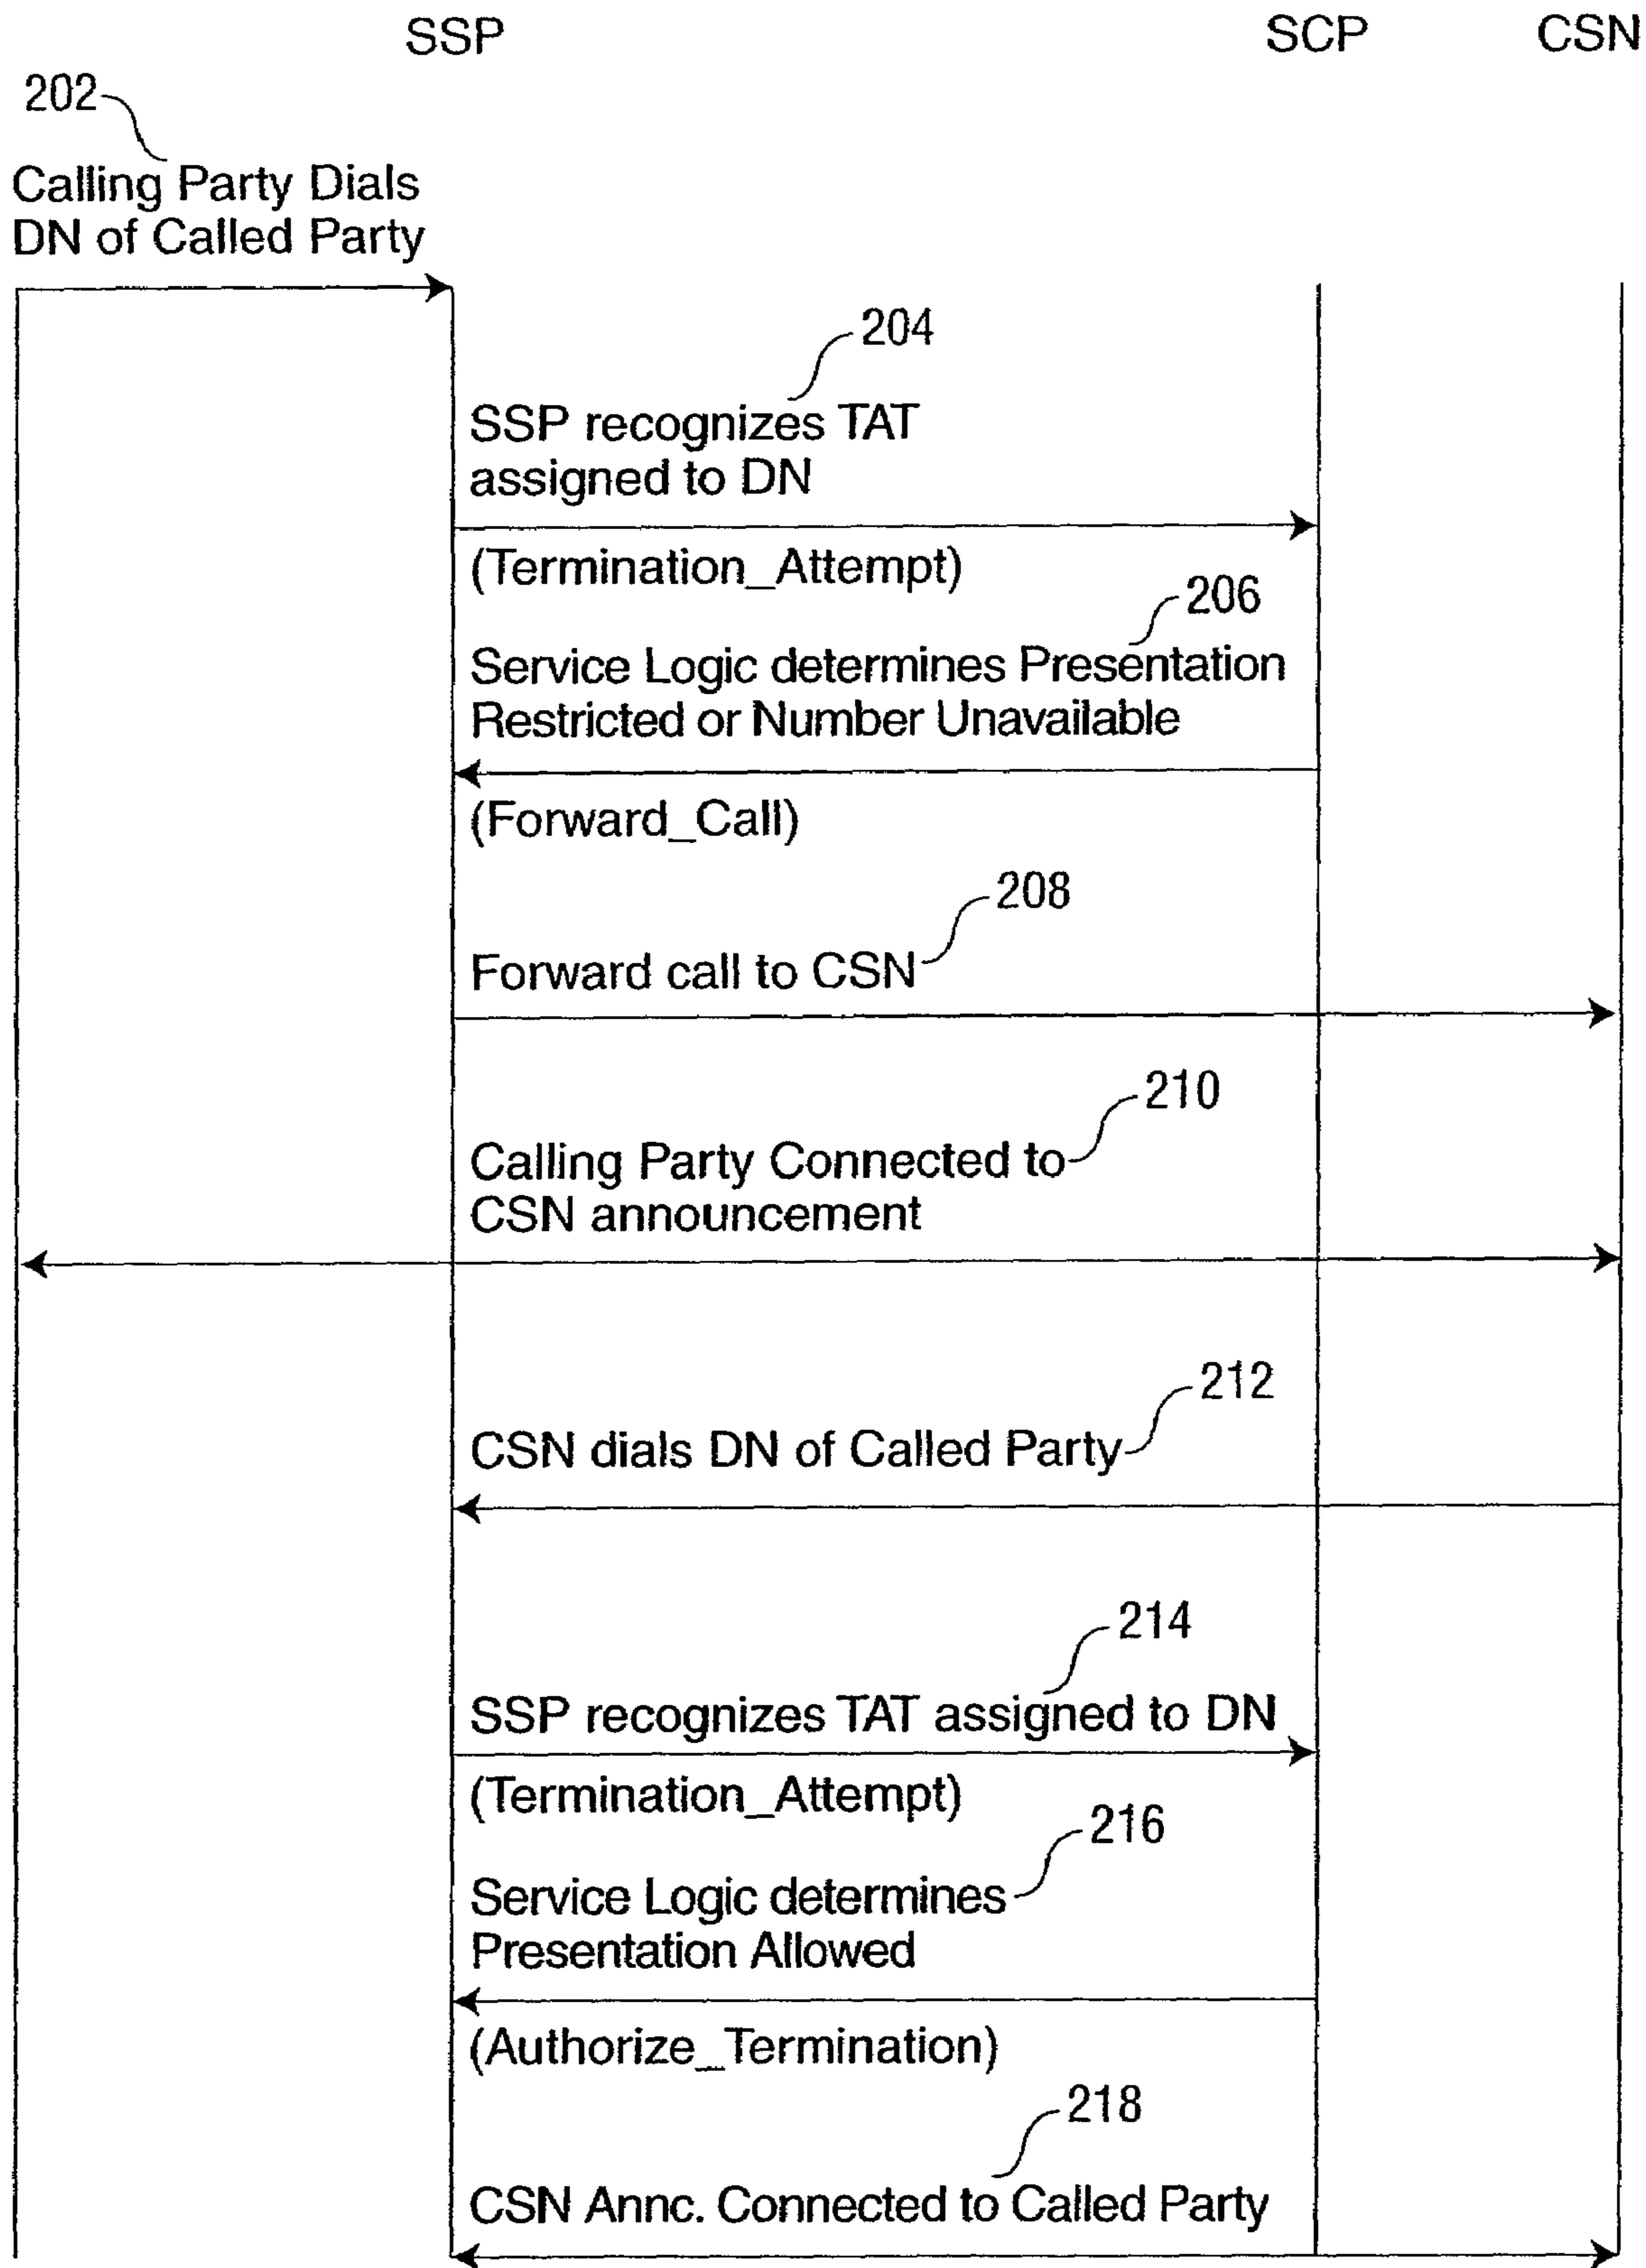 SSP SCP CSN
202
Calling Party Dials
DN of Called Party
204
SSP recognizes TAT
assigned to DN
(Termination_Attempt)
206
Service Logic determines Presentation
Restricted or Number Unavailable
(Forward_Call)
208
Forward call to CSN
210
Calling Party Connected to
CSN announcement
212
CSN dials DN of Called Party
214
SSP recognizes TAT assigned to DN
(Termination_Attempt)
216
Service Logic determines
Presentation Allowed
(Authorize_Termination)
218
CSN Annc. Connected to Called Party